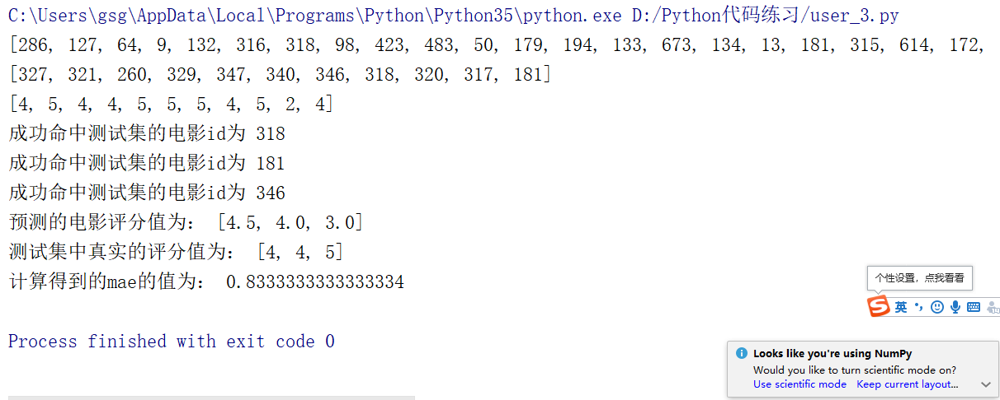 C:\Users\gsg\AppData\Local\Programs\Python\Python35\python.exe D:/Python代码练习/user_3.py
[286, 127, 64, 9, 132, 316, 318, 98, 423, 483, 50, 179, 194, 133, 673, 134, 13, 181, 315, 614, 172,
[327, 321, 260, 329, 347, 340, 346, 318, 320, 317, 181]
[4, 5, 4, 4, 5, 5, 5, 4, 5, 2, 4]
成功命中测试集的电影id为 318
成功命中测试集的电影id为 181
成功命中测试集的电影id为 346
预测的电影评分值为： [4.5, 4.0, 3.0]
测试集中真实的评分值为： [4, 4, 5]
计算得到的mae的值为： 0.8333333333333334
个性设置，点我看看
S 英
Process finished with exit code 0
Looks like you're using NumPy
Would you like to turn scientific mode on?
Use scientific mode Keep current layout...